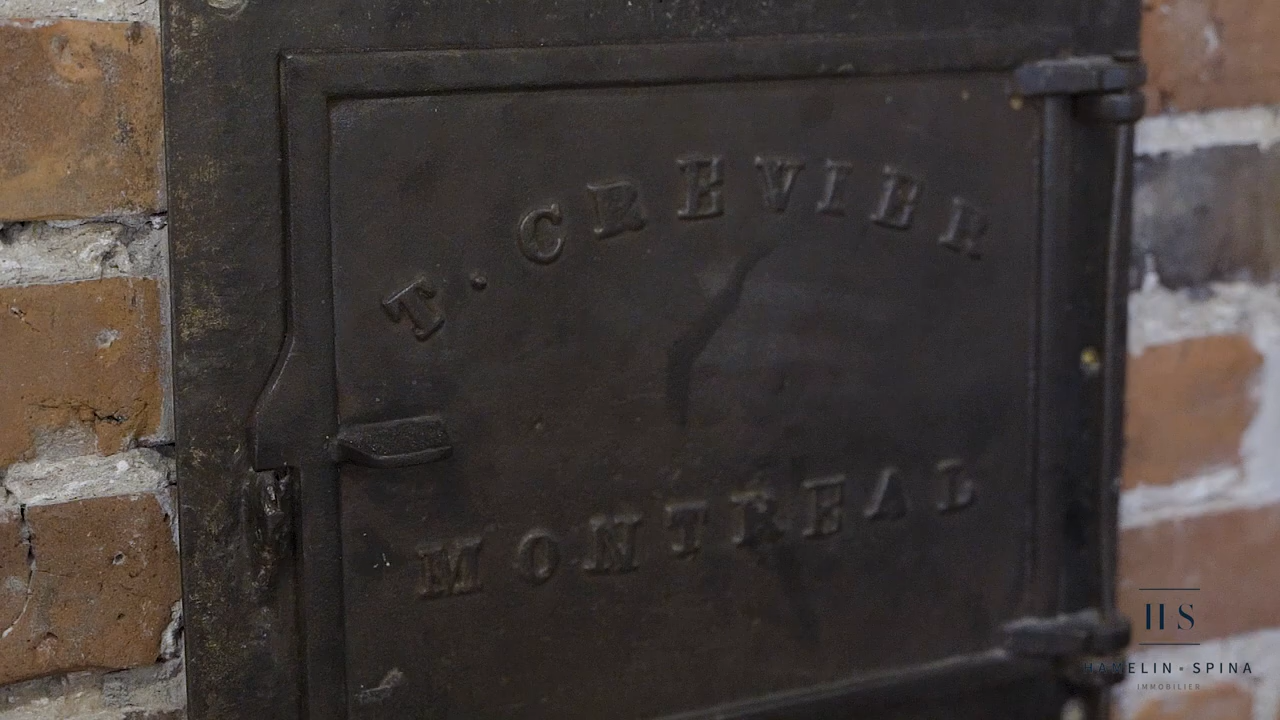 T. CREVIER
MONTREAL
HS
HAMELIN • SPINA
IMMOBILIER